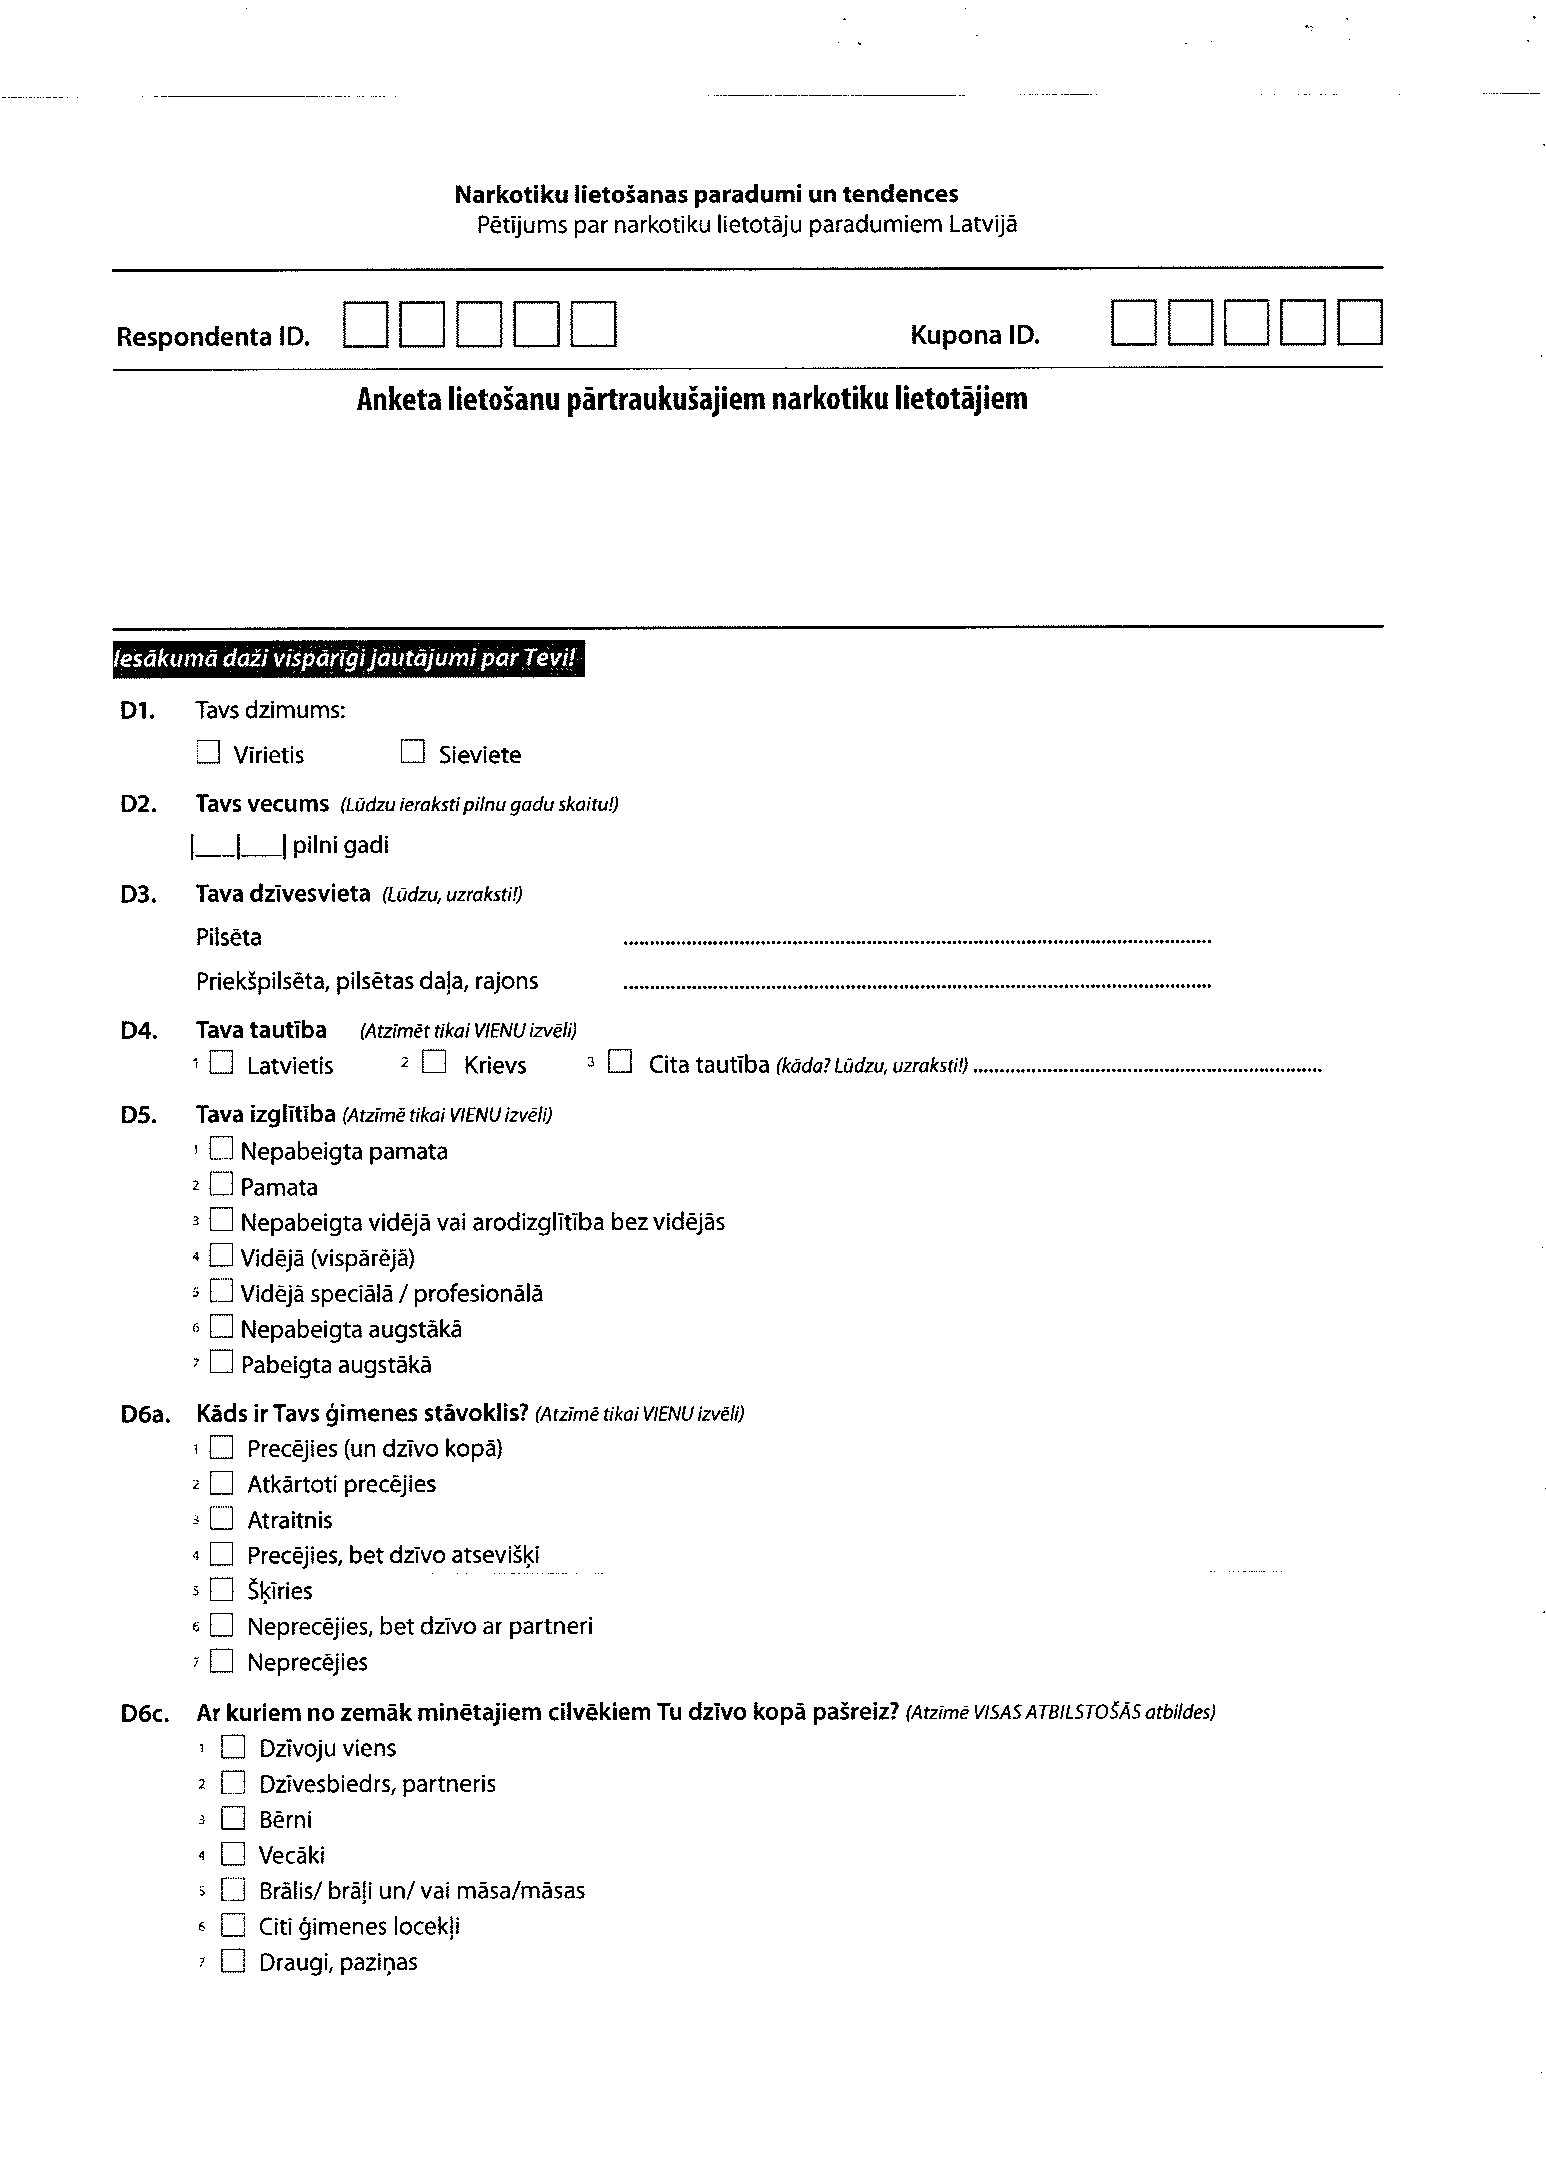 Narkotiku lietošanas paradumi un tendences
Pētījums par narkotiku lietotāju paradumiem Latvijā
Respondenta ID. Kupona ID.
Anketa lietošanu pārtraukušajiem narkotiku lietotājiem
Iesākumā daži vispārīgi jautājumi par Tevi!
D1. Tavs dzimums:
Vīrietis Sieviete
D2. Tavs vecums (Lūdzu ieraksti pilnu gadu skaitu!)
|___|___| pilni gadi
D3. Tava dzīvesvieta (Lūdzu, uzraksti!)
Pilsēta
Priekšpilsēta, pilsētas daļa, rajons
D4. Tava tautība (Atzīmēt tikai VIENU izvēli)
1 Latvietis 2 Krievs 3 Cita tautība (kāda? Lūdzu, uzraksti!)
D5. Tava izglītība (Atzīmē tikai VIENU izvēli)
1 Nepabeigta pamata
2 Pamata
3 Nepabeigta vidējā vai arodizglītība bez vidējās
4 Vidējā (vispārējā)
5 Vidējā speciālā / profesionālā
6 Nepabeigta augstākā
7 Pabeigta augstākā
D6a. Kāds ir Tavs ģimenes stāvoklis? (Atzīmē tikai VIENU izvēli)
1 Precējies (un dzīvo kopā)
2 Atkārtoti precējies
3 Atraitnis
4 Precējies, bet dzīvo atsevišķi
5 Šķīries
6 Neprecējies, bet dzīvo ar partneri
7 Neprecējies
D6c. Ar kuriem no zemāk minētajiem cilvēkiem Tu dzīvo kopā pašreiz? (Atzīmē VISAS ATBILSTOŠĀS atbildes)
1 Dzīvoju viens
2 Dzīvesbiedrs, partneris
3 Bērni
4 Vecāki
5 Brālis/ brāļi un/ vai māsa/māsas
6 Citi ģimenes locekļi
7 Draugi, paziņas